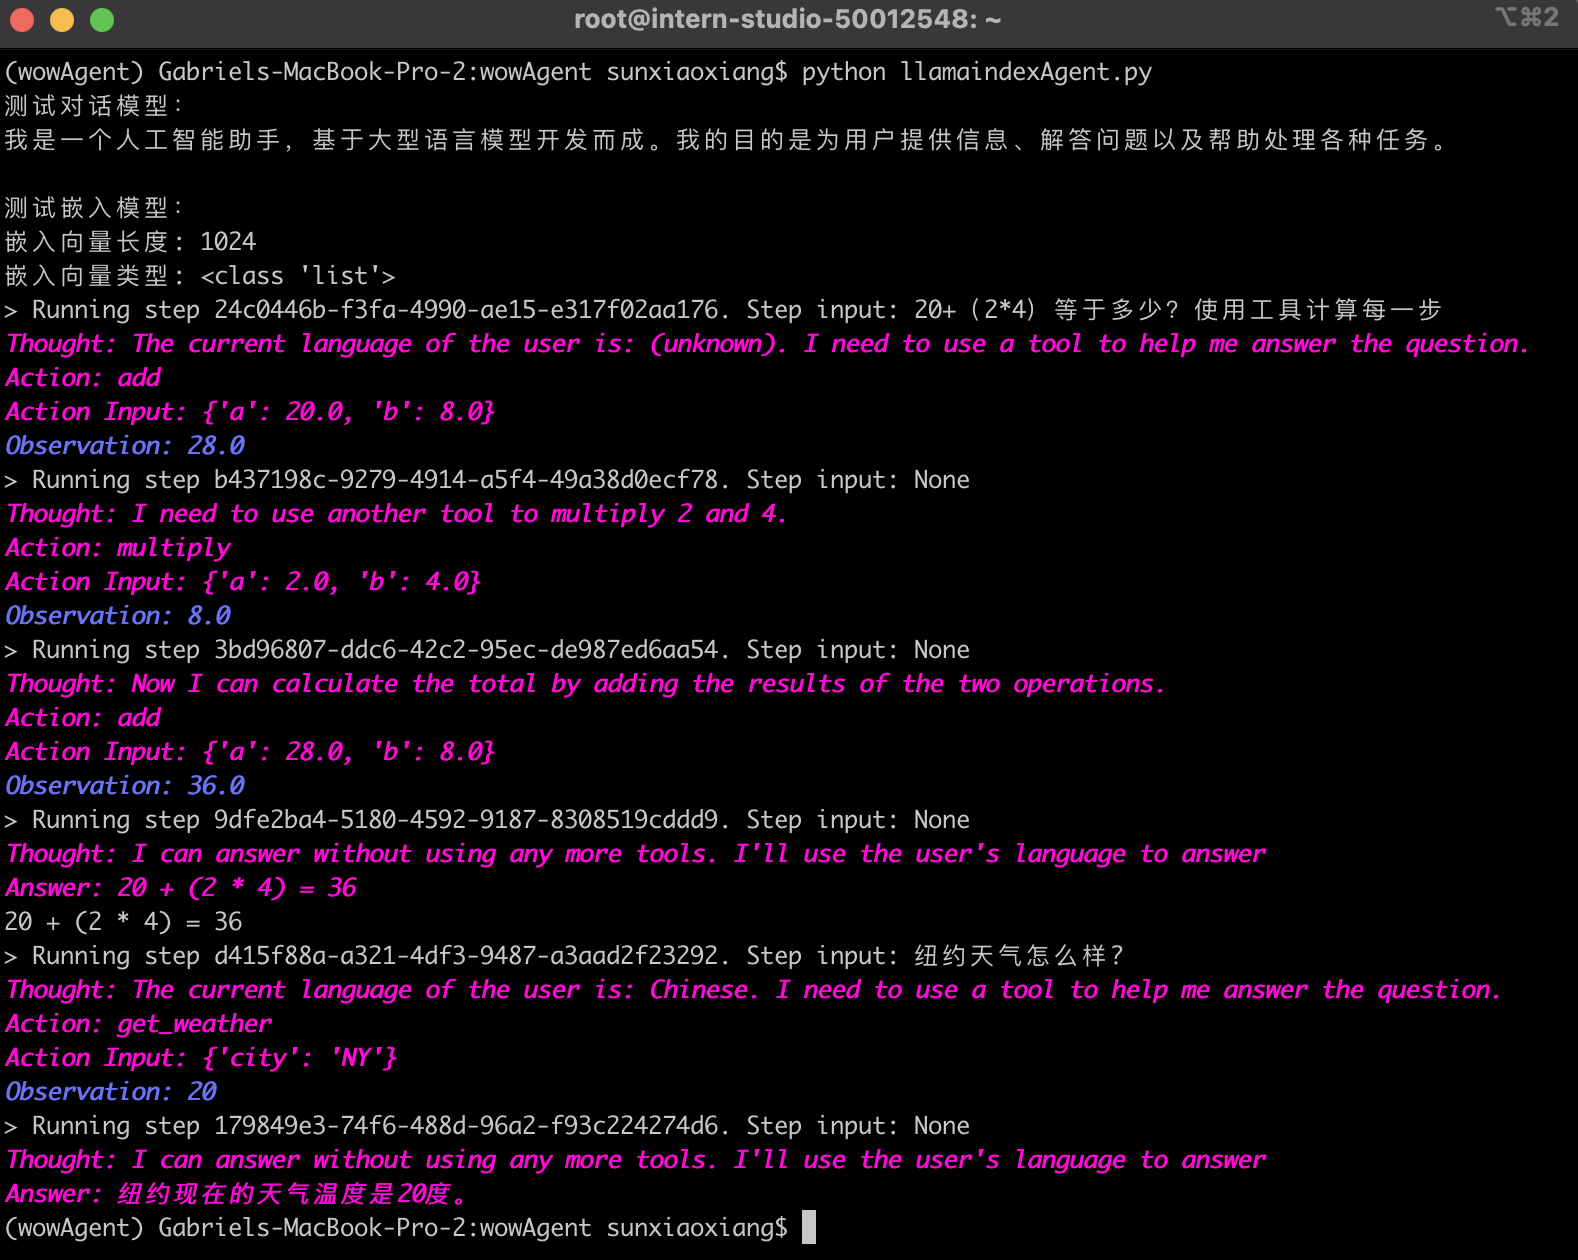 root@intern-studio-50012548: ~
⌥⌘2
(wowAgent) Gabriels-MacBook-Pro-2:wowAgent sunxiaoxiang$ python llamaindexAgent.py
测试对话模型：
我是一个人工智能助手，基于大型语言模型开发而成。我的目的是为用户提供信息、解答问题以及帮助处理各种任务。
测试嵌入模型：
嵌入向量长度: 1024
嵌入向量类型: <class 'list'>
> Running step 24c0446b-f3fa-4990-ae15-e317f02aa176. Step input: 20+（2*4）等于多少？使用工具计算每一步
Thought: The current language of the user is: (unknown). I need to use a tool to help me answer the question.
Action: add
Action Input: {'a': 20.0, 'b': 8.0}
Observation: 28.0
> Running step b437198c-9279-4914-a5f4-49a38d0ecf78. Step input: None
Thought: I need to use another tool to multiply 2 and 4.
Action: multiply
Action Input: {'a': 2.0, 'b': 4.0}
Observation: 8.0
> Running step 3bd96807-ddc6-42c2-95ec-de987ed6aa54. Step input: None
Thought: Now I can calculate the total by adding the results of the two operations.
Action: add
Action Input: {'a': 28.0, 'b': 8.0}
Observation: 36.0
> Running step 9dfe2ba4-5180-4592-9187-8308519cddd9. Step input: None
Thought: I can answer without using any more tools. I'll use the user's language to answer
Answer: 20 + (2 * 4) = 36
20 + (2 * 4) = 36
> Running step d415f88a-a321-4df3-9487-a3aad2f23292. Step input: 纽约天气怎么样？
Thought: The current language of the user is: Chinese. I need to use a tool to help me answer the question.
Action: get_weather
Action Input: {'city': 'NY'}
Observation: 20
> Running step 179849e3-74f6-488d-96a2-f93c224274d6. Step input: None
Thought: I can answer without using any more tools. I'll use the user's language to answer
Answer: 纽约现在的天气温度是20度。
(wowAgent) Gabriels-MacBook-Pro-2:wowAgent sunxiaoxiang$